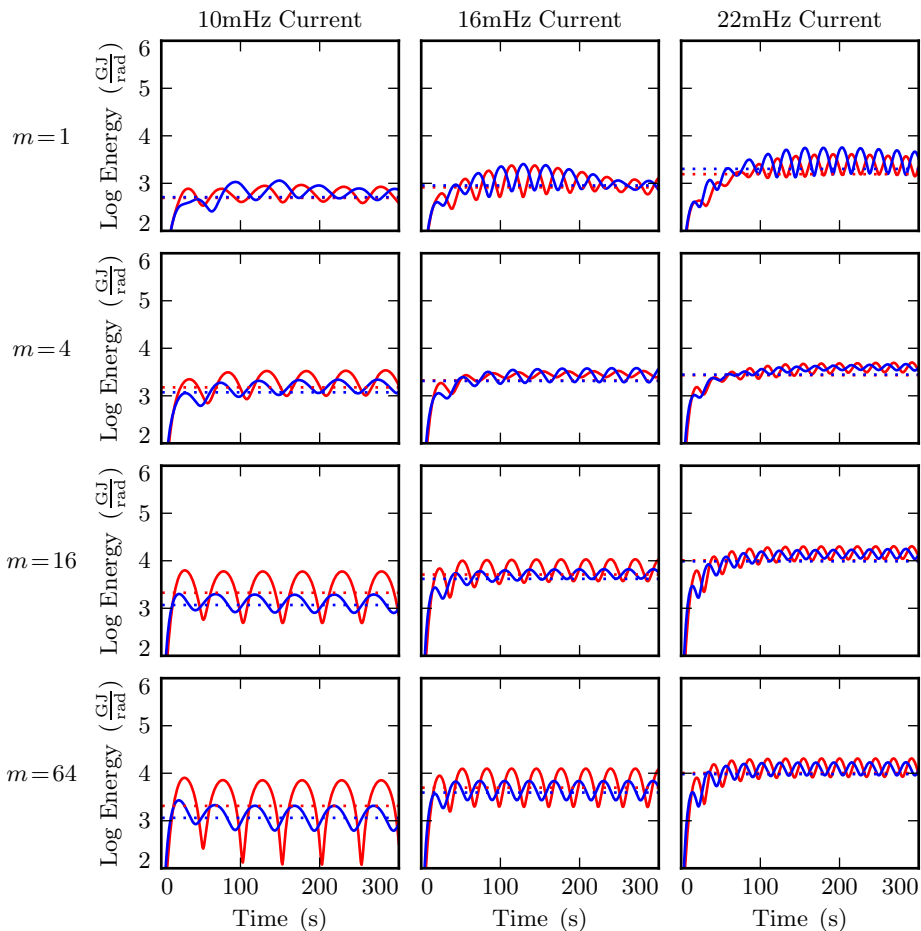 10mHz Current 16mHz Current 22mHz Current
m=1
Log Energy (GJ/rad)
6
5
4
3
2
m=4
Log Energy (GJ/rad)
6
5
4
3
2
m=16
Log Energy (GJ/rad)
6
5
4
3
2
m=64
Log Energy (GJ/rad)
6
5
4
3
2
0 100 200 300 0 100 200 300 0 100 200 300
Time (s) Time (s) Time (s)